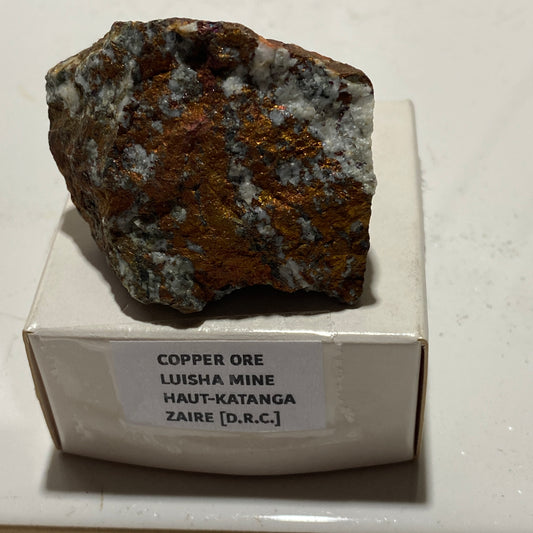 COPPER ORE
LUISHA MINE
HAUT-KATANGA
ZAIRE [D.R.C.]